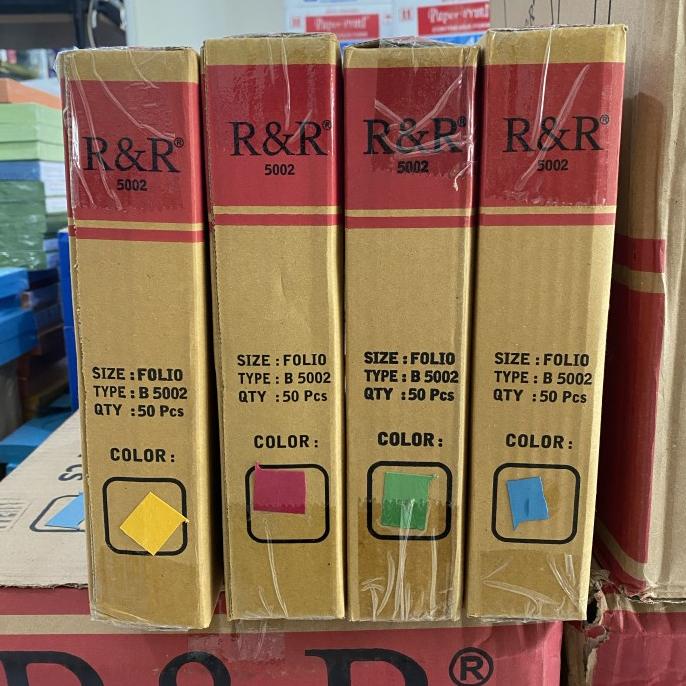 Papervmd
R&R®
5002
SIZE : FOLIO
TYPE : B 5002
QTY : 50 Pcs
COLOR :
R&R®
5002
SIZE : FOLIO
TYPE : B 5002
QTY : 50 Pcs
COLOR :
R&R®
5002
SIZE : FOLIO
TYPE : B 5002
QTY : 50 Pcs
COLOR :
R&R®
5002
SIZE : FOLIO
TYPE : B 5002
QTY : 50 Pcs
COLOR :
R&R®